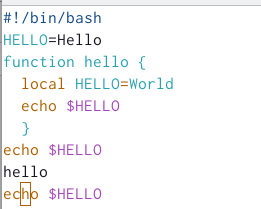 #!/bin/bash
HELLO=Hello
function hello {
  local HELLO=World
  echo $HELLO
  }
echo $HELLO
hello
echo $HELLO